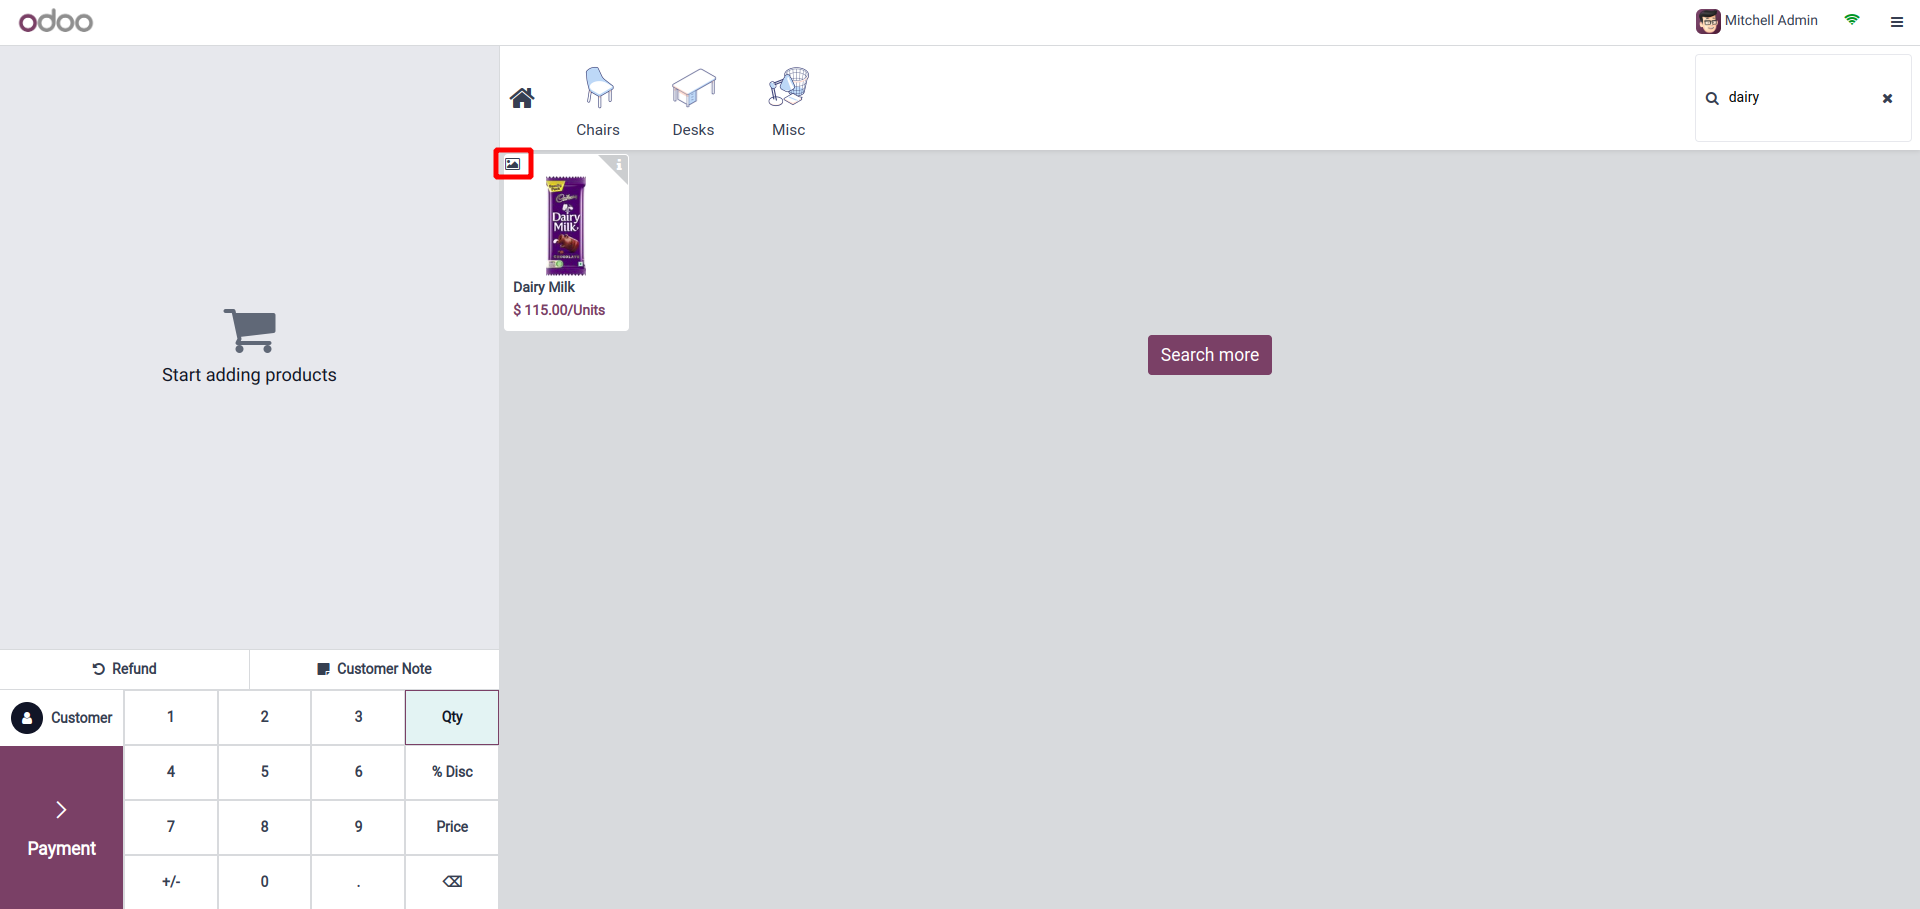 odoo
Mitchell Admin
Chairs
Desks
Misc
dairy
Dairy
Milk
Dairy Milk
$ 115.00/Units
Search more
Start adding products
Refund
Customer Note
Customer
1
2
3
Qty
4
5
6
% Disc
7
8
9
Price
Payment
+/-
0
.